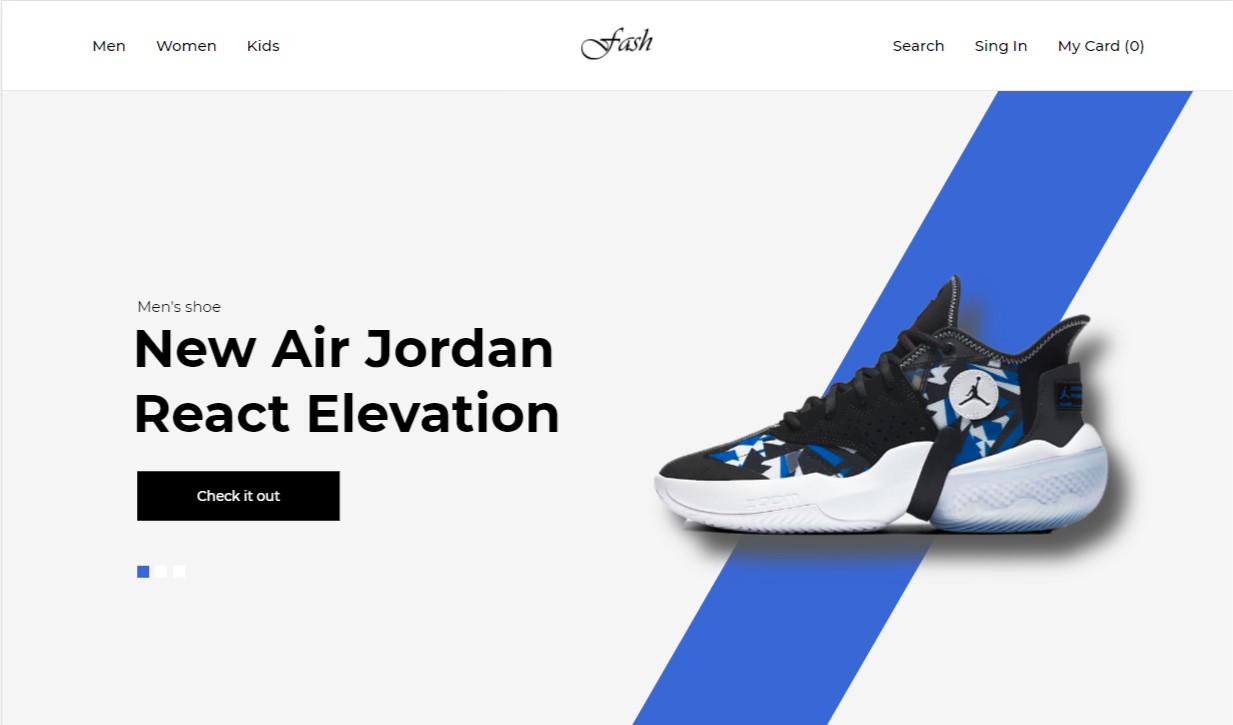 Men Women Kids
Fash
Search Sing In My Card (0)
Men's shoe
New Air Jordan
React Elevation
Check it out
ZOOM